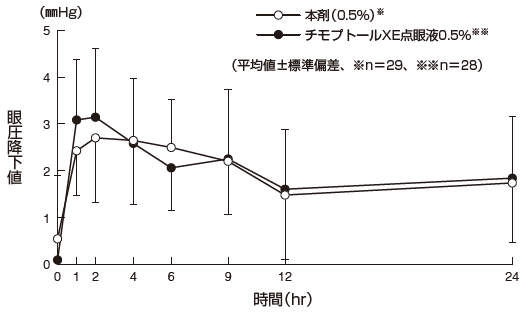 (㎜Hg)
本剤(0.5%)※
チモプトールXE点眼液0.5%※※
(平均値±標準偏差、※n=29、※※n=28)
眼圧降下値
5
4
3
2
1
0
0 1 2 4 6 9 12 24
時間(hr)